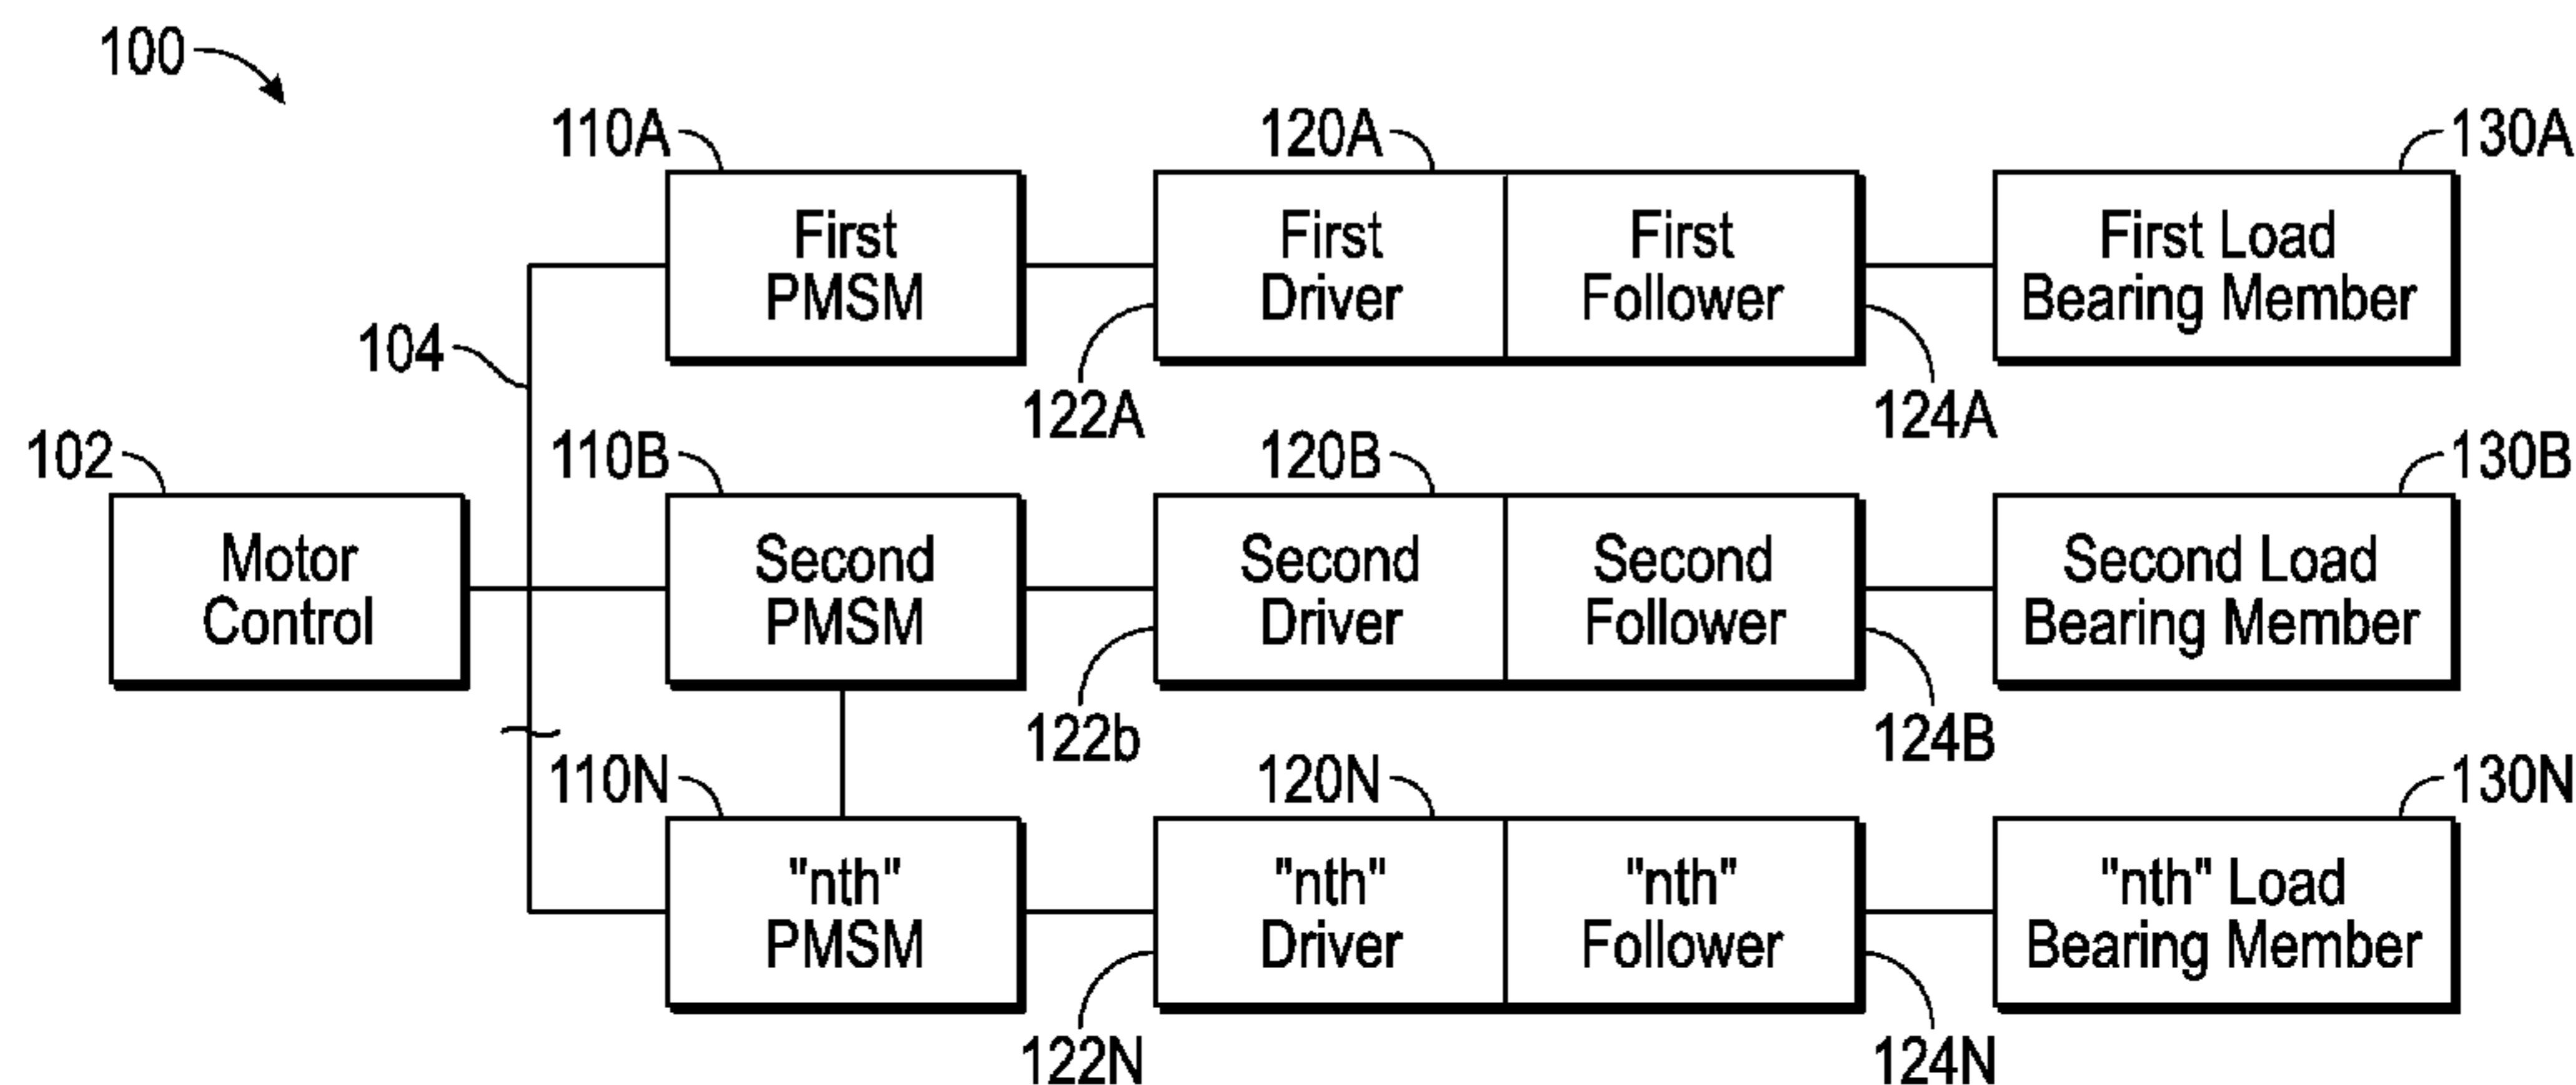 100
110A
120A
130A
First
PMSM
First
Driver
First
Follower
First Load
Bearing Member
104
122A
124A
102
110B
120B
130B
Motor
Control
Second
PMSM
Second
Driver
Second
Follower
Second Load
Bearing Member
122b
124B
110N
120N
130N
"nth"
PMSM
"nth"
Driver
"nth"
Follower
"nth" Load
Bearing Member
122N
124N